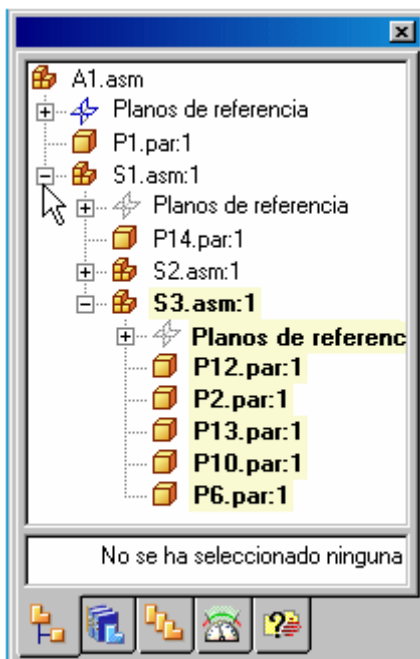 A1.asm
Planos de referencia
P1.par:1
S1.asm:1
Planos de referencia
P14.par:1
S2.asm:1
S3.asm:1
Planos de referenc
P12.par:1
P2.par:1
P13.par:1
P10.par:1
P6.par:1
No se ha seleccionado ninguna